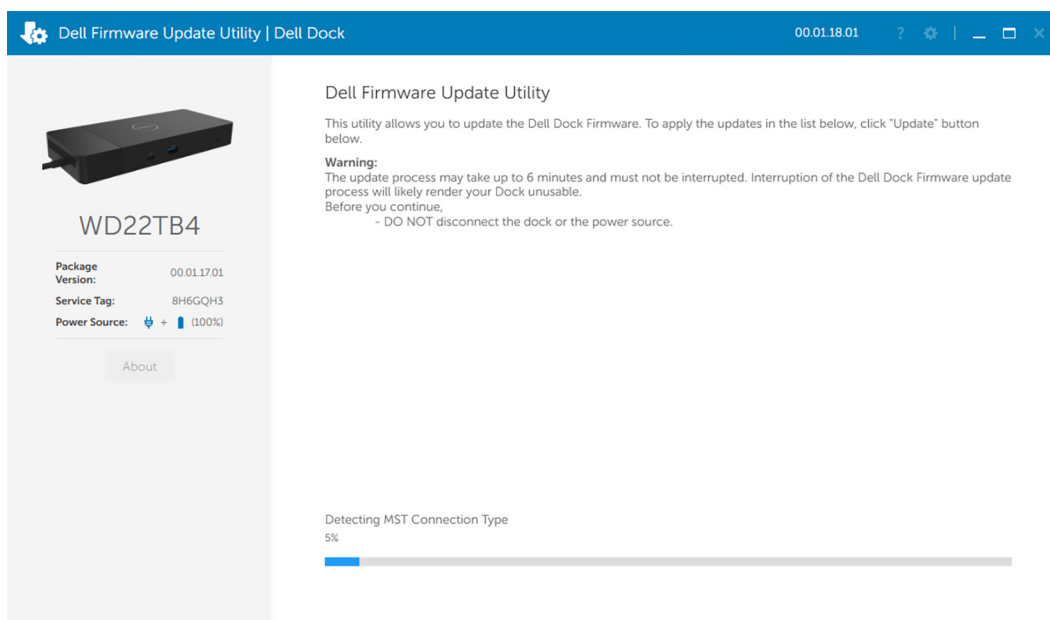 Dell Firmware Update Utility | Dell Dock
00.01.18.01
?
Dell Firmware Update Utility
This utility allows you to update the Dell Dock Firmware. To apply the updates in the list below, click "Update" button
below.
Warning:
The update process may take up to 6 minutes and must not be interrupted. Interruption of the Dell Dock Firmware update
process will likely render your Dock unusable.
Before you continue,
- DO NOT disconnect the dock or the power source.
WD22TB4
Package
Version:
00.01.17.01
Service Tag: 8H6GQH3
Power Source: + (100%)
About
Detecting MST Connection Type
5%